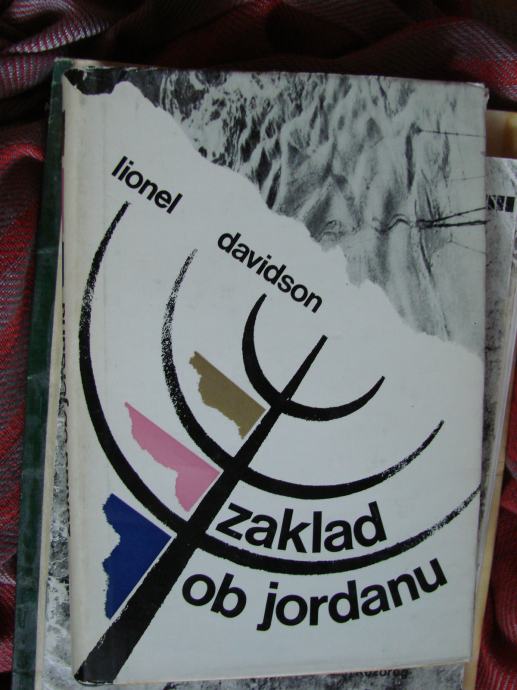 lionel
davidson
zaklad
ob jordanu